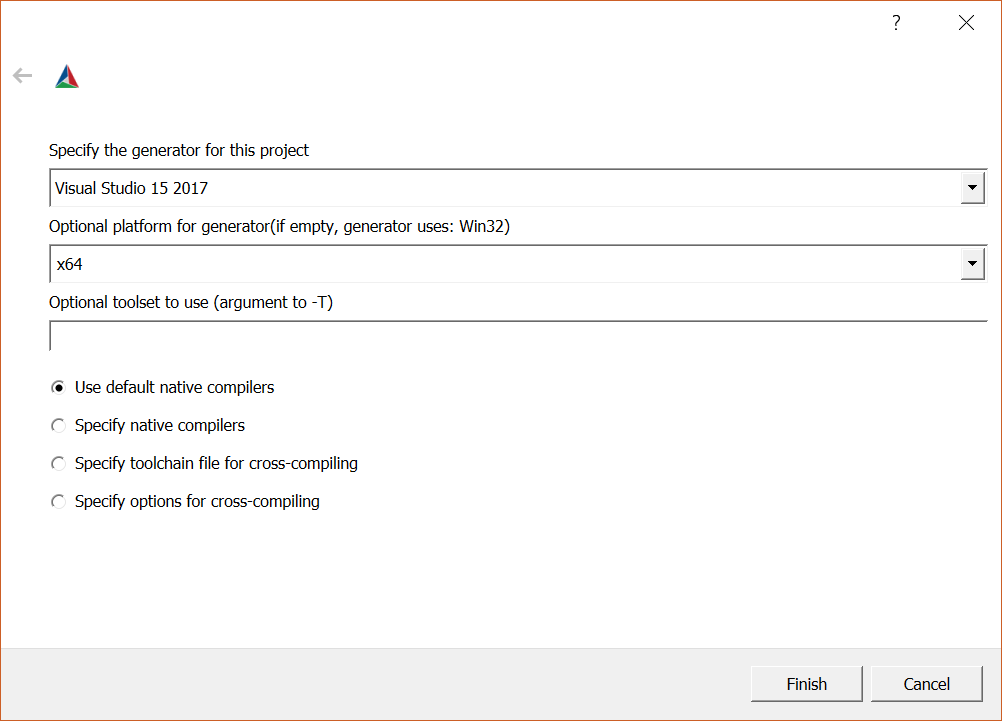 ?
Specify the generator for this project
Visual Studio 15 2017
Optional platform for generator(if empty, generator uses: Win32)
x64
Optional toolset to use (argument to -T)
Use default native compilers
Specify native compilers
Specify toolchain file for cross-compiling
Specify options for cross-compiling
Finish
Cancel